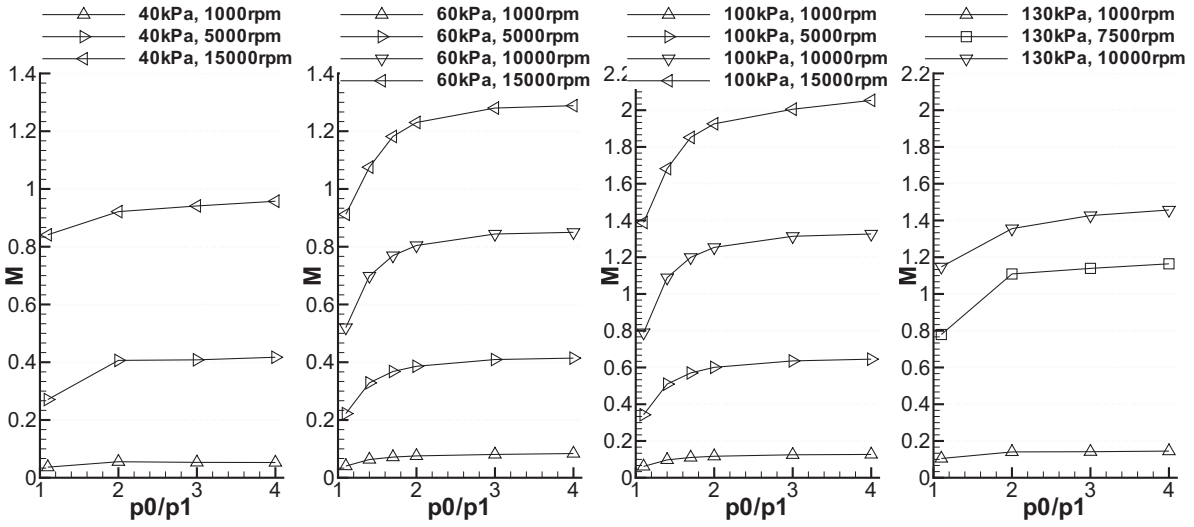 40kPa, 1000rpm
40kPa, 5000rpm
40kPa, 15000rpm
1.4
1.2
1
0.8
M
0.6
0.4
0.2
0
1 2 3 4
p0/p1
60kPa, 1000rpm
60kPa, 5000rpm
60kPa, 10000rpm
60kPa, 15000rpm
1.4
1.2
1
0.8
M
0.6
0.4
0.2
0
1 2 3 4
p0/p1
100kPa, 1000rpm
100kPa, 5000rpm
100kPa, 10000rpm
100kPa, 15000rpm
2.2
2
1.8
1.6
1.4
1.2
M
1
0.8
0.6
0.4
0.2
0
1 2 3 4
p0/p1
130kPa, 1000rpm
130kPa, 7500rpm
130kPa, 10000rpm
2.2
2
1.8
1.6
1.4
1.2
M
1
0.8
0.6
0.4
0.2
0
1 2 3 4
p0/p1